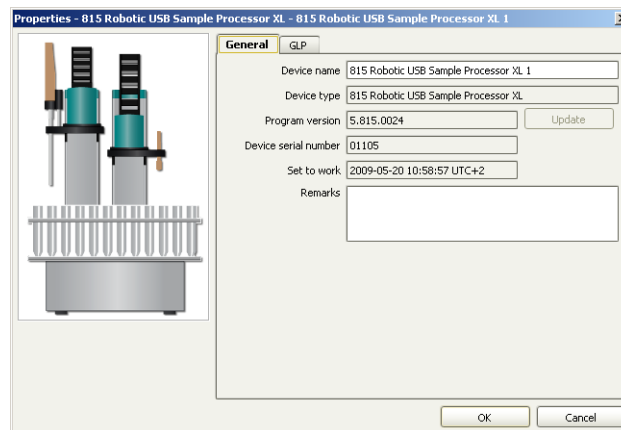 Properties - 815 Robotic USB Sample Processor XL - 815 Robotic USB Sample Processor XL 1
General GLP
Device name 815 Robotic USB Sample Processor XL 1
Device type 815 Robotic USB Sample Processor XL
Program version 5.815.0024 Update
Device serial number 01105
Set to work 2009-05-20 10:58:57 UTC+2
Remarks
OK Cancel